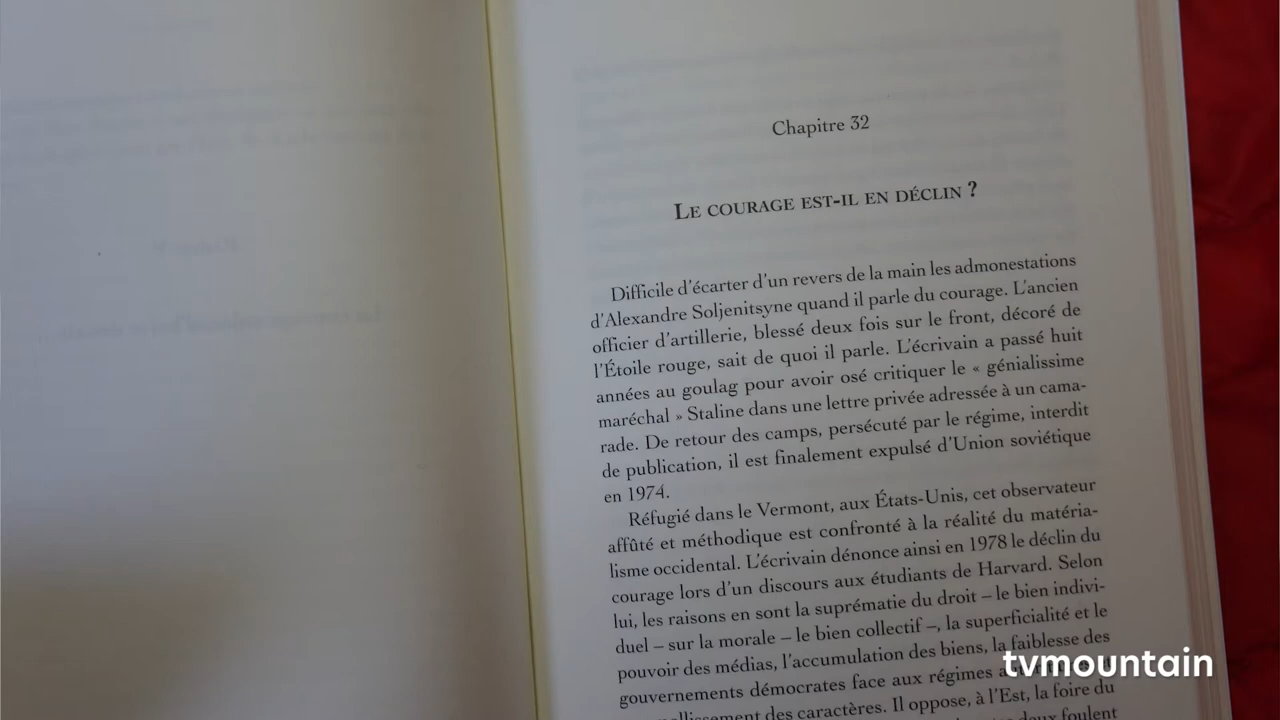 Chapitre 32
LE COURAGE EST-IL EN DÉCLIN ?
Difficile d'écarter d'un revers de la main les admonestations
d'Alexandre Soljenitsyne quand il parle du courage. L'ancien
officier d'artillerie, blessé deux fois sur le front, décoré de
l'Étoile rouge, sait de quoi il parle. L'écrivain a passé huit
années au goulag pour avoir osé critiquer le « génialissime
maréchal » Staline dans une lettre privée adressée à un cama-
rade. De retour des camps, persécuté par le régime, interdit
de publication, il est finalement expulsé d'Union soviétique
en 1974.
Réfugié dans le Vermont, aux États-Unis, cet observateur
affûté et méthodique est confronté à la réalité du matéria-
lisme occidental. L'écrivain dénonce ainsi en 1978 le déclin du
courage lors d'un discours aux étudiants de Harvard. Selon
lui, les raisons en sont la suprématie du droit – le bien indivi-
duel – sur la morale – le bien collectif –, la superficialité et le
pouvoir des médias, l'accumulation des biens, la faiblesse des
gouvernements démocrates face aux régimes
des caractères. Il oppose, à l'Est, la foire du
deux foulent
tvmountain